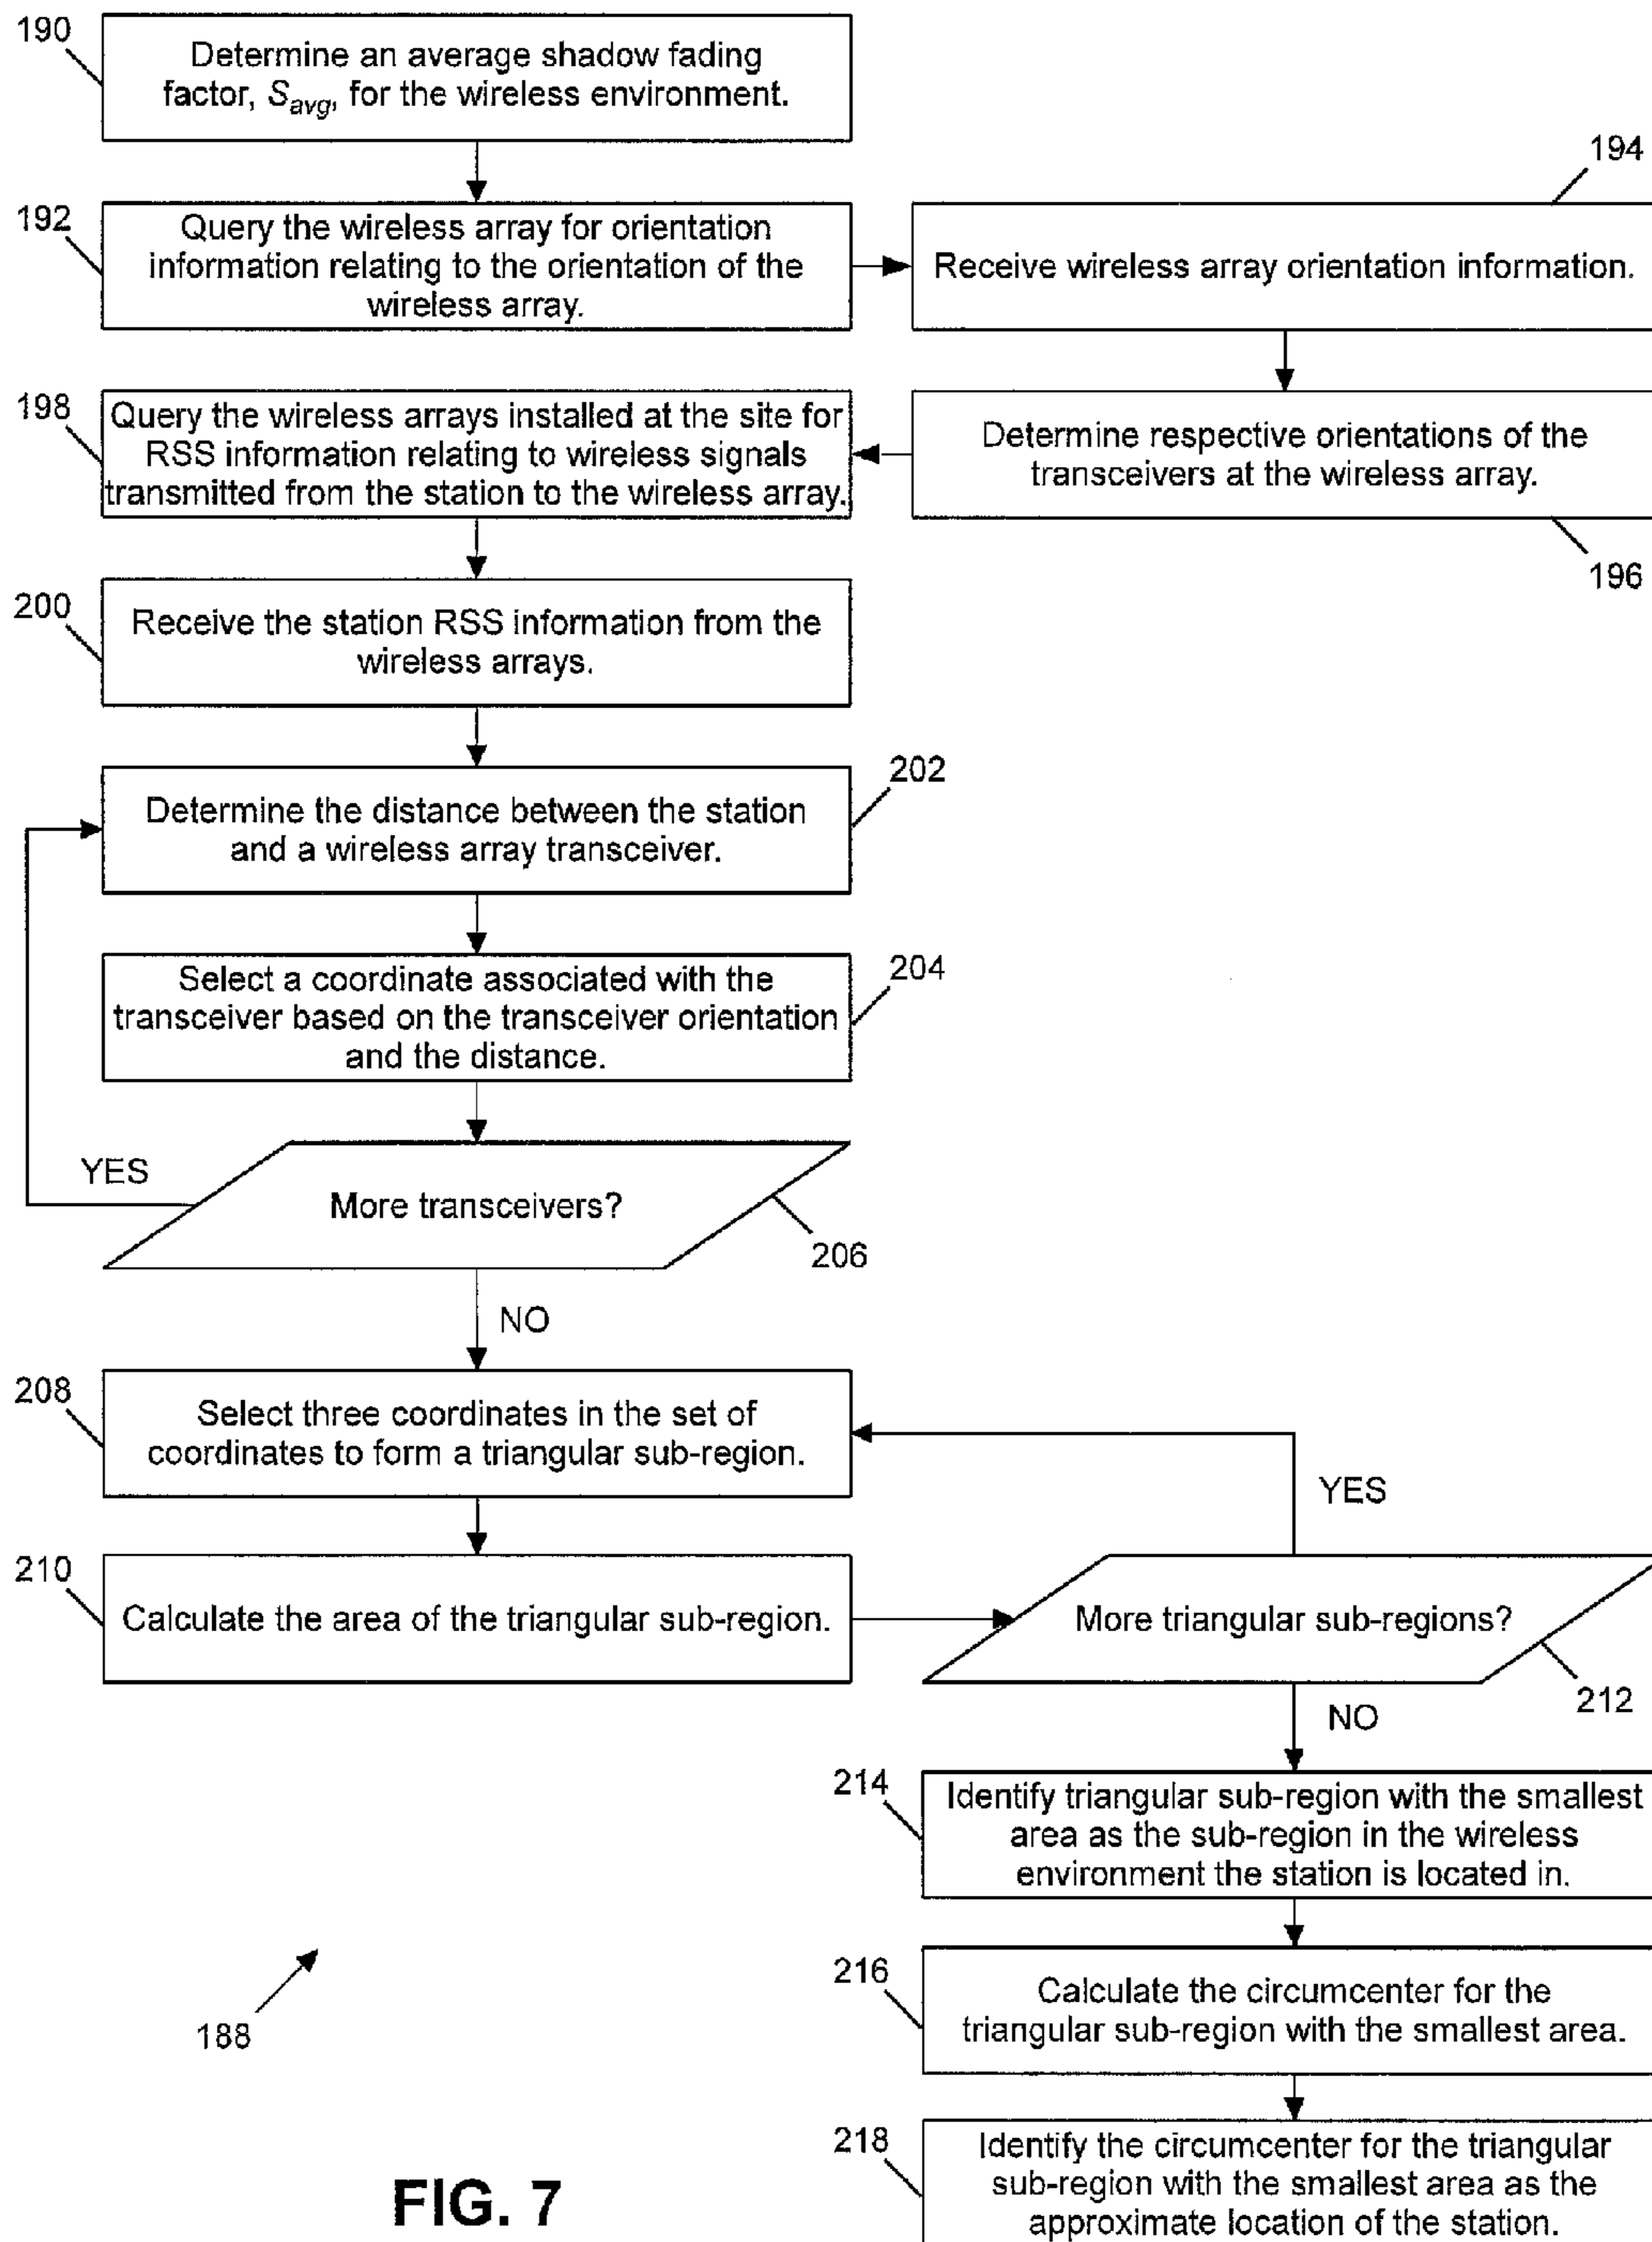 190
Determine an average shadow fading
factor, Savg, for the wireless environment.
192
Query the wireless array for orientation
information relating to the orientation of the
wireless array.
194
Receive wireless array orientation information.
Determine respective orientations of the
transceivers at the wireless array.
196
198
Query the wireless arrays installed at the site for
RSS information relating to wireless signals
transmitted from the station to the wireless array.
200
Receive the station RSS information from the
wireless arrays.
202
Determine the distance between the station
and a wireless array transceiver.
204
Select a coordinate associated with the
transceiver based on the transceiver orientation
and the distance.
YES
More transceivers?
206
NO
208
Select three coordinates in the set of
coordinates to form a triangular sub-region.
YES
210
Calculate the area of the triangular sub-region.
More triangular sub-regions?
212
NO
214
Identify triangular sub-region with the smallest
area as the sub-region in the wireless
environment the station is located in.
216
Calculate the circumcenter for the
triangular sub-region with the smallest area.
188
218
Identify the circumcenter for the triangular
sub-region with the smallest area as the
approximate location of the station.
FIG. 7